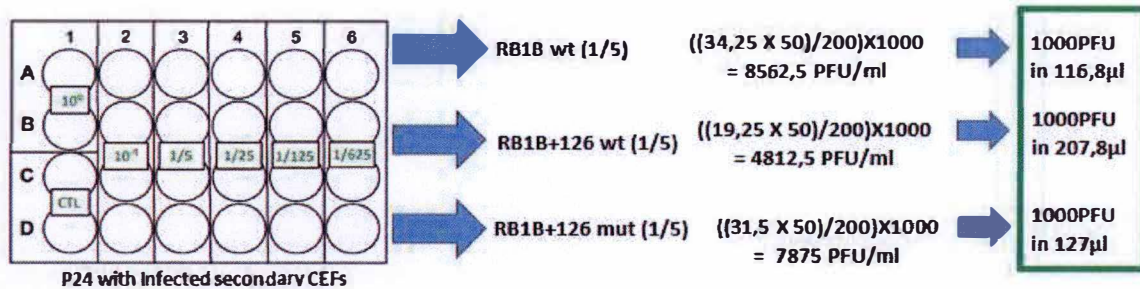 1 2 3 4 5 6
A
B
C
D
10⁰
CTL
10⁻¹ 1/5 1/25 1/125 1/625
P24 with Infected secondary CEFs
RB1B wt (1/5)
((34,25 X 50)/200)X1000
= 8562,5 PFU/ml
1000PFU
in 116,8µl
RB1B+126 wt (1/5)
((19,25 X 50)/200)X1000
= 4812,5 PFU/ml
1000PFU
in 207,8µl
RB1B+126 mut (1/5)
((31,5 X 50)/200)X1000
= 7875 PFU/ml
1000PFU
in 127µl